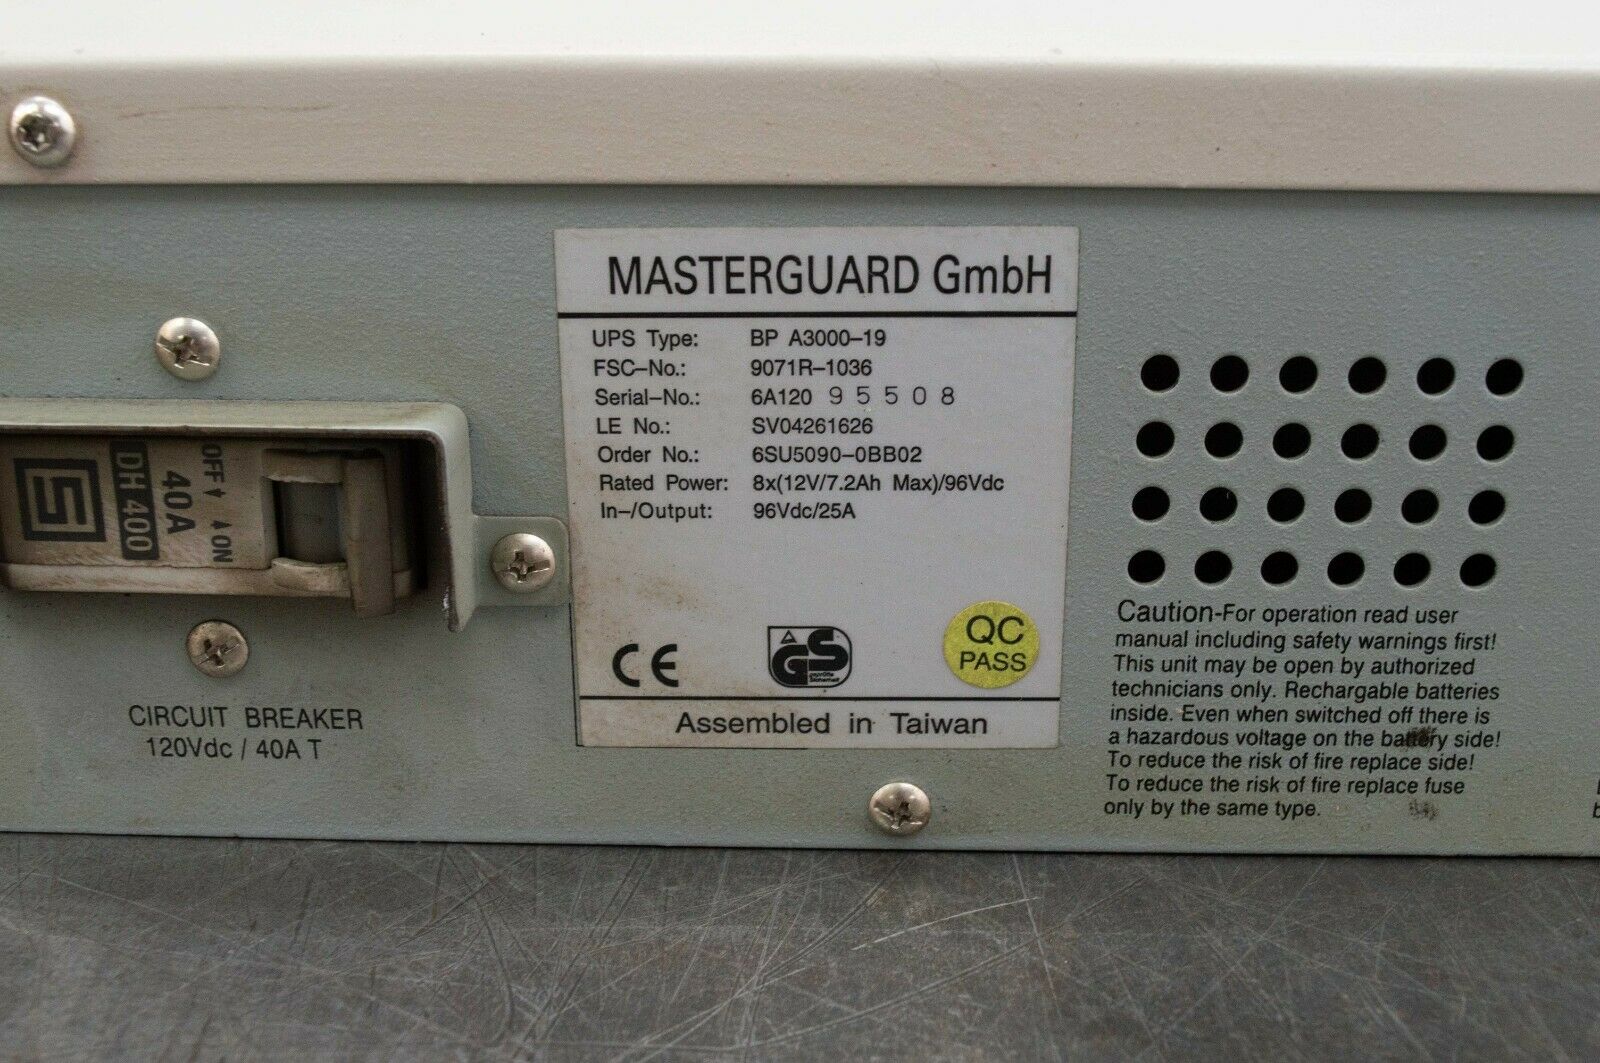 MASTERGUARD GmbH
UPS Type: BP A3000-19
FSC-No.: 9071R-1036
Serial-No.: 6A120 95508
LE No.: SV04261626
Order No.: 6SU5090-0BB02
Rated Power: 8x(12V/7.2Ah Max)/96Vdc
In-/Output: 96Vdc/25A
CE
GS
geprüfte
Sicherheit
QC
PASS
Assembled in Taiwan
OFF ON
40A
DH 400
CIRCUIT BREAKER
120Vdc / 40A T
Caution-For operation read user
manual including safety warnings first!
This unit may be open by authorized
technicians only. Rechargable batteries
inside. Even when switched off there is
a hazardous voltage on the battery side!
To reduce the risk of fire replace side!
To reduce the risk of fire replace fuse
only by the same type.